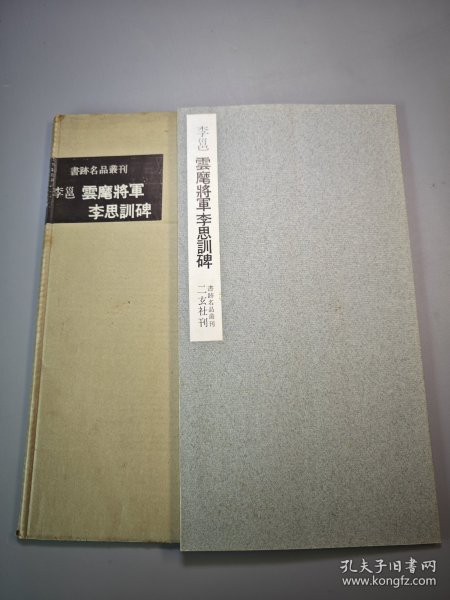 書跡名品叢刊
李邕 雲麾將軍
李思訓碑
李邕 雲麾將軍李思訓碑
書跡名品叢刊
二玄社刊
孔夫子旧书网
www.kongfz.com